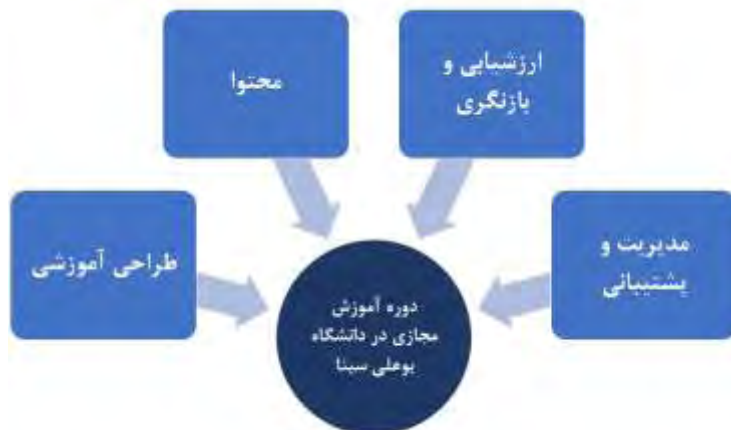 ارزشیابی و
بازنگری
محتوا
مدیریت و
پشتیبانی
طراحی آموزشی
دوره آموزش
مجازی در دانشگاه
بوعلی سینا